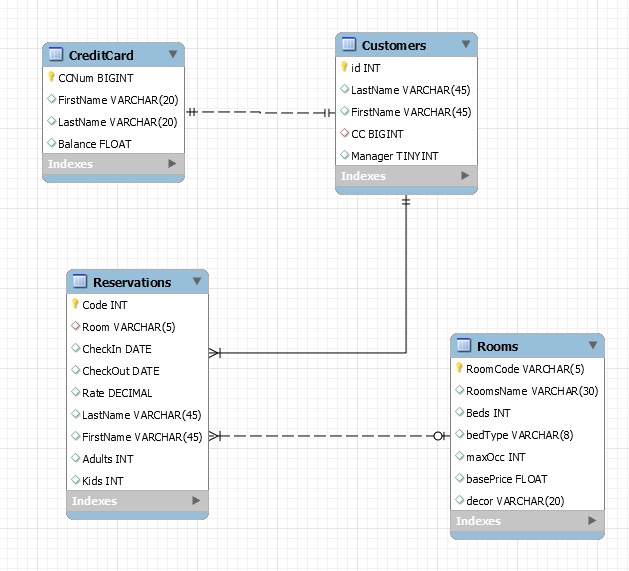 CreditCard
CCNum BIGINT
FirstName VARCHAR(20)
LastName VARCHAR(20)
Balance FLOAT
Indexes
Customers
id INT
LastName VARCHAR(45)
FirstName VARCHAR(45)
CC BIGINT
Manager TINYINT
Indexes
Reservations
Code INT
Room VARCHAR(5)
CheckIn DATE
CheckOut DATE
Rate DECIMAL
LastName VARCHAR(45)
FirstName VARCHAR(45)
Adults INT
Kids INT
Indexes
Rooms
RoomCode VARCHAR(5)
RoomsName VARCHAR(30)
Beds INT
bedType VARCHAR(8)
maxOcc INT
basePrice FLOAT
decor VARCHAR(20)
Indexes